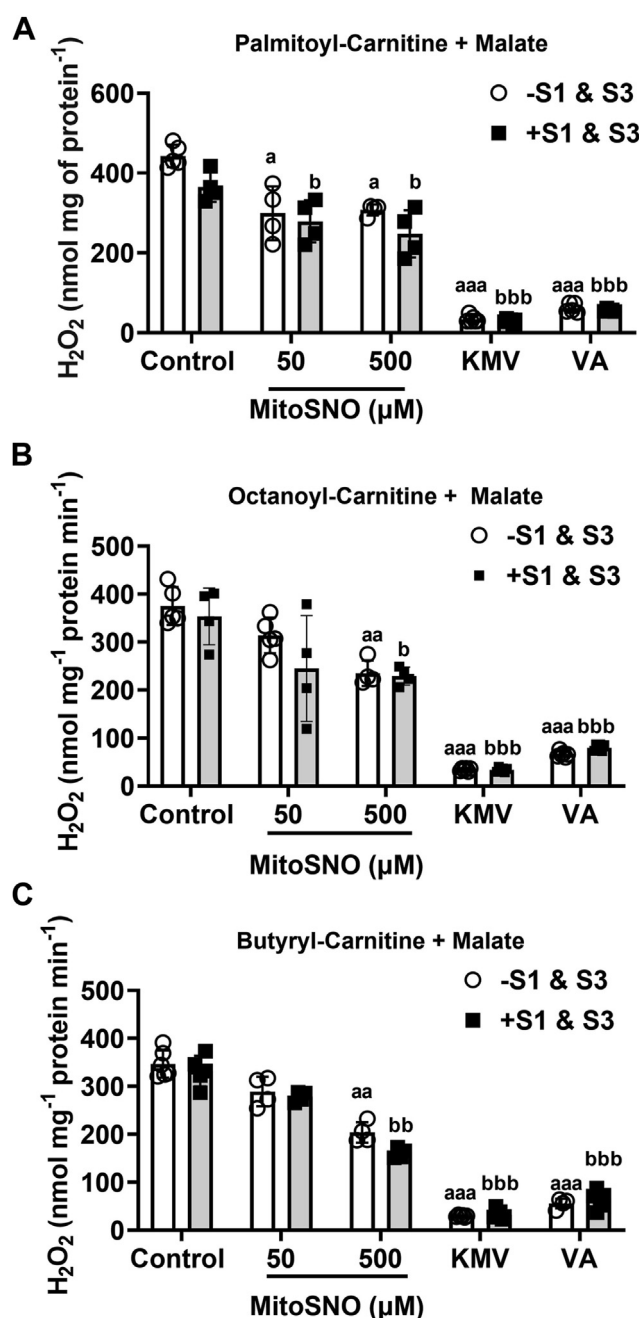 A
Palmitoyl-Carnitine + Malate
H₂O₂ (nmol mg of protein⁻¹)
600
400
200
0
-S1 & S3
+S1 & S3
a
b
a
b
aaa
bbb
aaa
bbb
Control
50
500
KMV
VA
MitoSNO (µM)
B
Octanoyl-Carnitine + Malate
H₂O₂ (nmol mg⁻¹ protein min⁻¹)
500
400
300
200
100
0
-S1 & S3
+S1 & S3
aa
b
aaa
bbb
aaa
bbb
Control
50
500
KMV
VA
MitoSNO (µM)
C
Butyryl-Carnitine + Malate
H₂O₂ (nmol mg⁻¹ protein min⁻¹)
500
400
300
200
100
0
-S1 & S3
+S1 & S3
aa
bb
aaa
bbb
aaa
bbb
Control
50
500
KMV
VA
MitoSNO (µM)